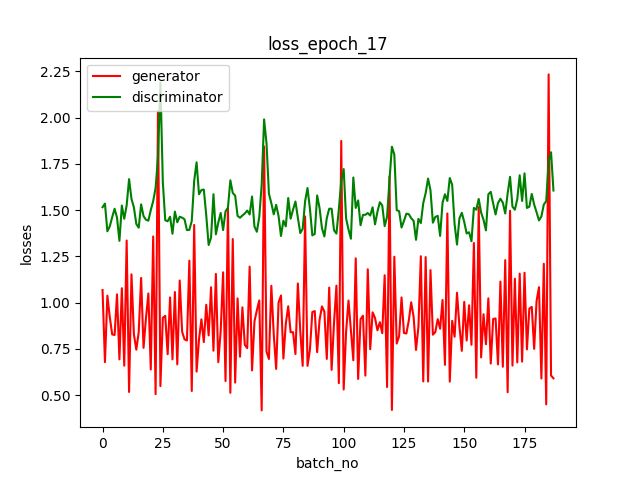 loss_epoch_17
generator
discriminator
losses
2.25
2.00
1.75
1.50
1.25
1.00
0.75
0.50
0 25 50 75 100 125 150 175
batch_no